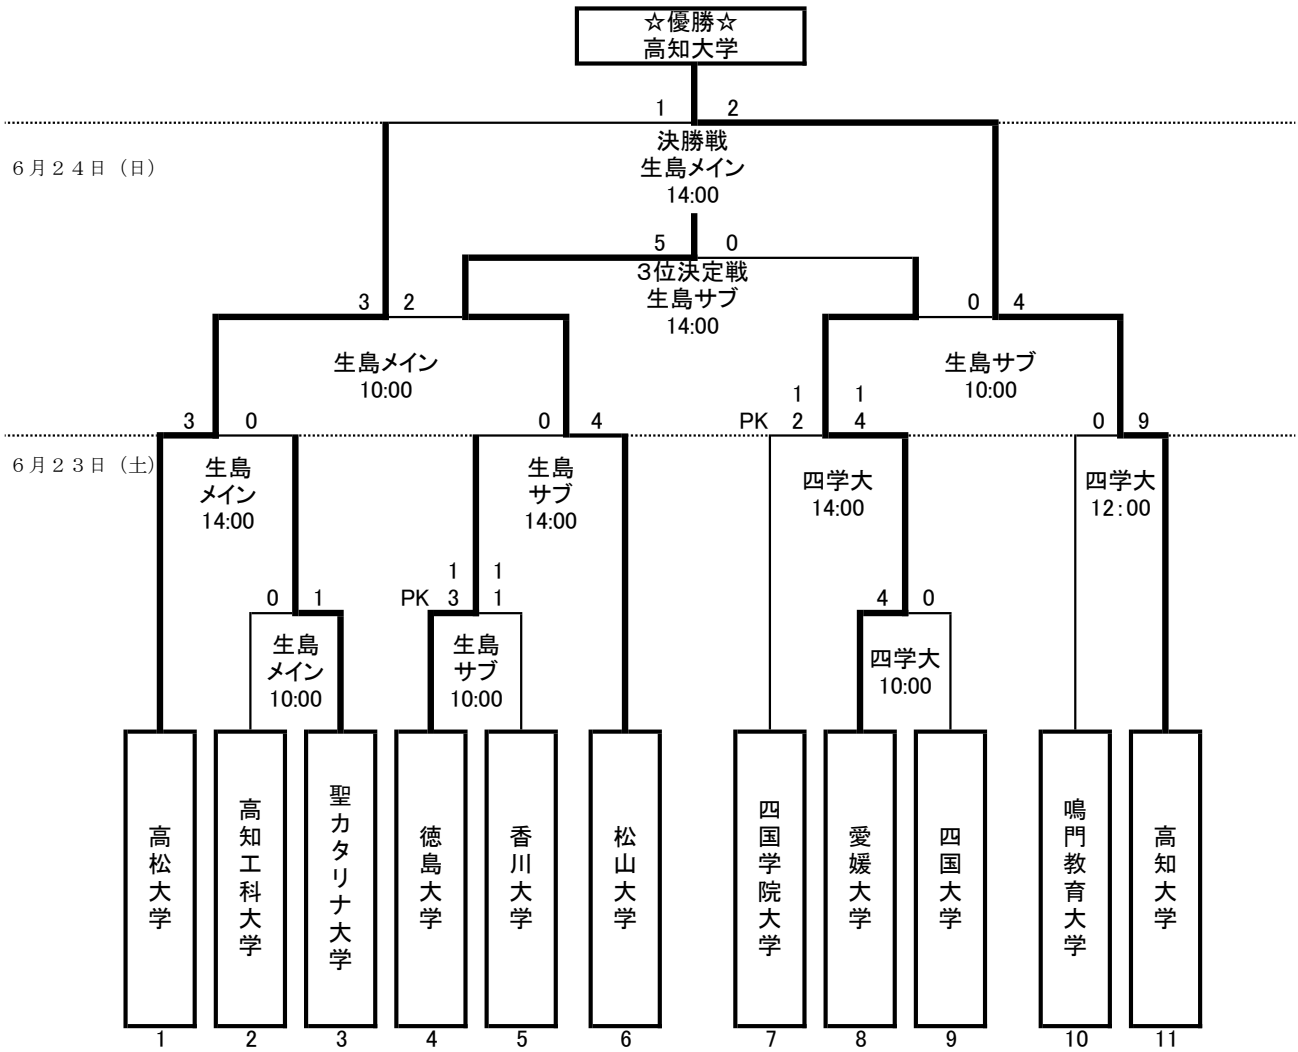 ☆優勝☆
高知大学
1 2
決勝戦
生島メイン
14:00
6月24日（日）
5 0
3位決定戦
生島サブ
14:00
3 2
0 4
生島メイン
10:00
生島サブ
10:00
3 0
0 4
1 1
PK 2 4
0 9
6月23日（土）
生島
メイン
14:00
生島
サブ
14:00
四学大
14:00
四学大
12:00
0 1
1 1
PK 3 1
4 0
生島
メイン
10:00
生島
サブ
10:00
四学大
10:00
高松大学
高知工科大学
聖カタリナ大学
徳島大学
香川大学
松山大学
四国学院大学
愛媛大学
四国大学
鳴門教育大学
高知大学
1 2 3 4 5 6 7 8 9 10 11